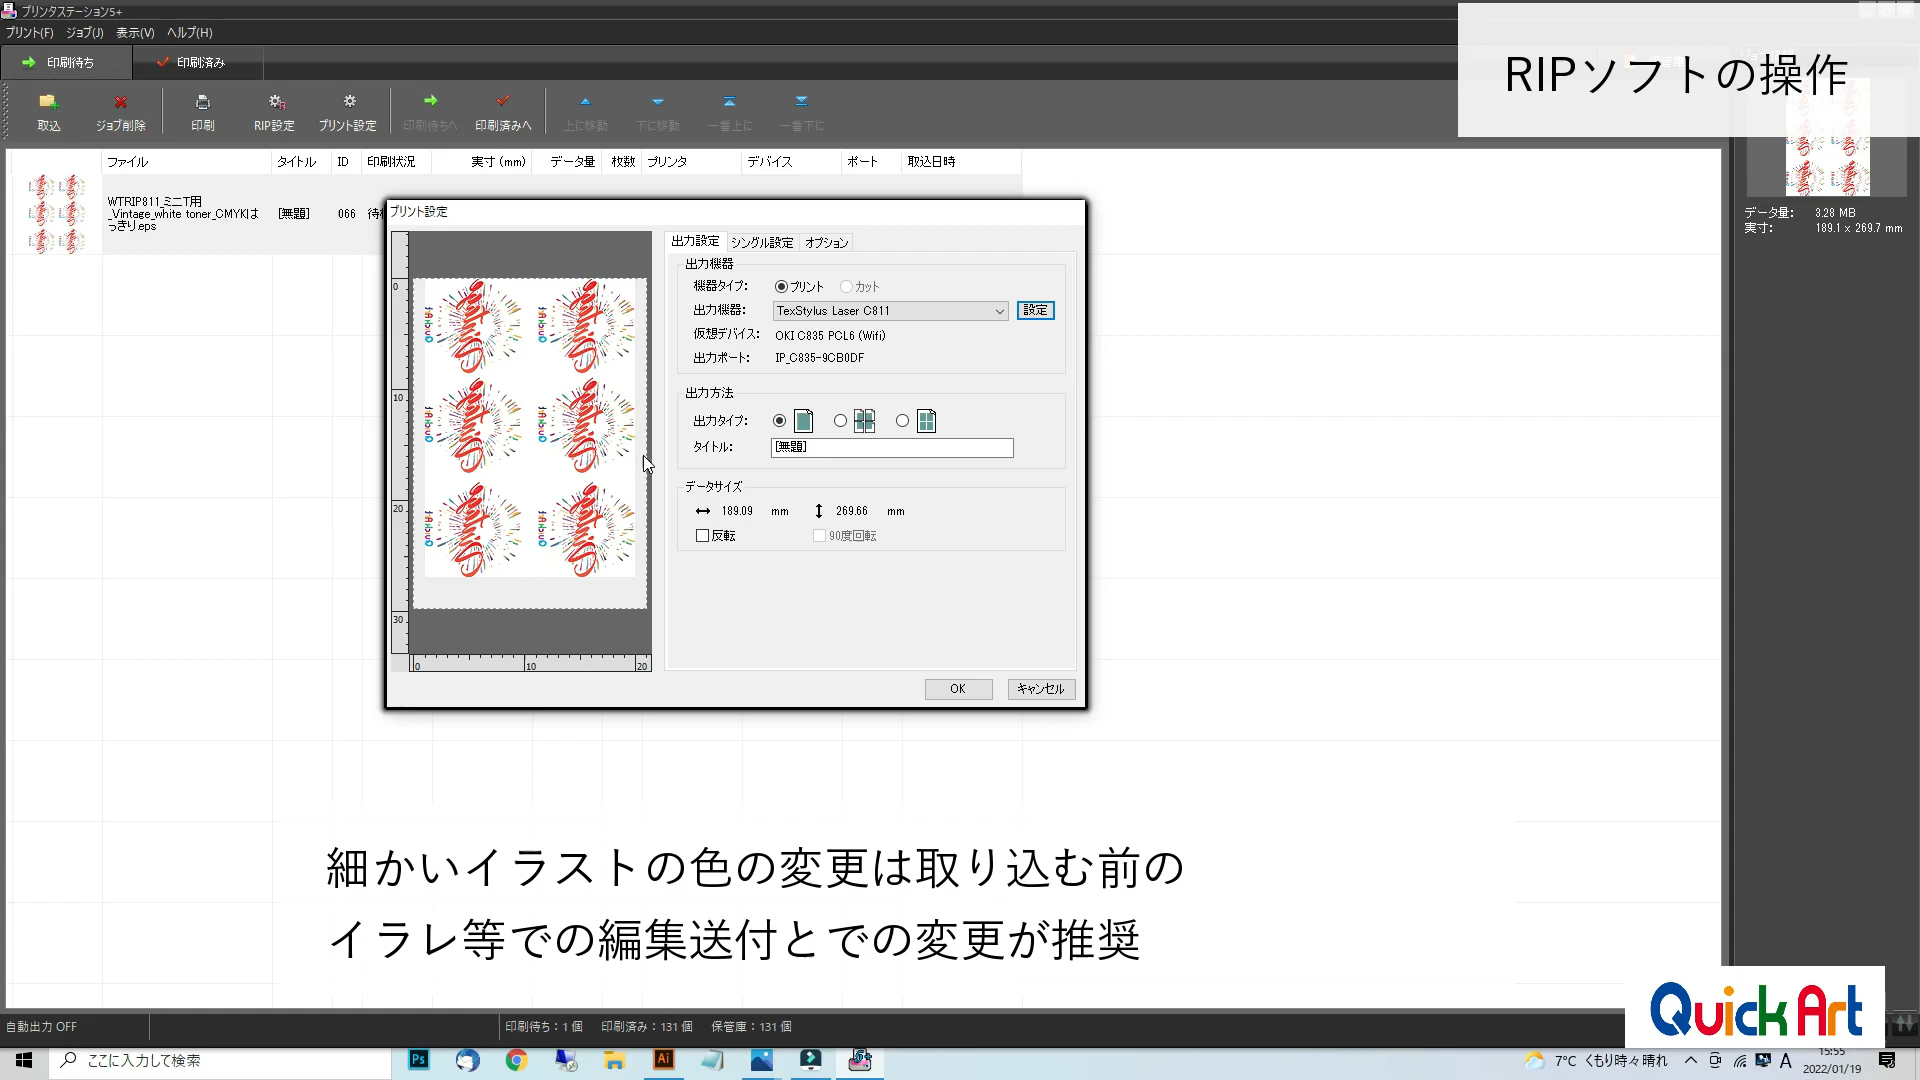 プリンタステーション5+
プリント(F) ジョブ(J) 表示(V) ヘルプ(H)
印刷待ち 印刷済み
RIPソフトの操作
取込 ジョブ削除 印刷 RIP設定 プリント設定 印刷待ちへ 印刷済みへ 上に移動 下に移動 一番上に 一番下に
ファイル タイトル ID 印刷状況 実寸 (mm) データ量 枚数 プリンタ デバイス ポート 取込日時
WTRIP811_ミニT用
_Vintage_white toner_CMYKは
っきり.eps
[無題] 066
データ量: 3.28 MB
実寸: 189.1 x 269.7 mm
プリント設定
出力設定 シングル設定 オプション
出力機器
機器タイプ: プリント カット
出力機器: TexStylus Laser C811 設定
仮想デバイス: OKI C835 PCL6 (Wifi)
出力ポート: IP_C835-9CB0DF
出力方法
出力タイプ:
タイトル: [無題]
データサイズ
189.09 mm 269.66 mm
反転 90度回転
0
10
20
30
0 10 20
OK キャンセル
細かいイラストの色の変更は取り込む前の
イラレ等での編集送付とでの変更が推奨
Quick Art
自動出力 OFF 印刷待ち：1 個 印刷済み：131 個 保管庫：131 個
ここに入力して検索
Ps Ai
7°C くもり時々晴れ A
15:55
2022/01/19